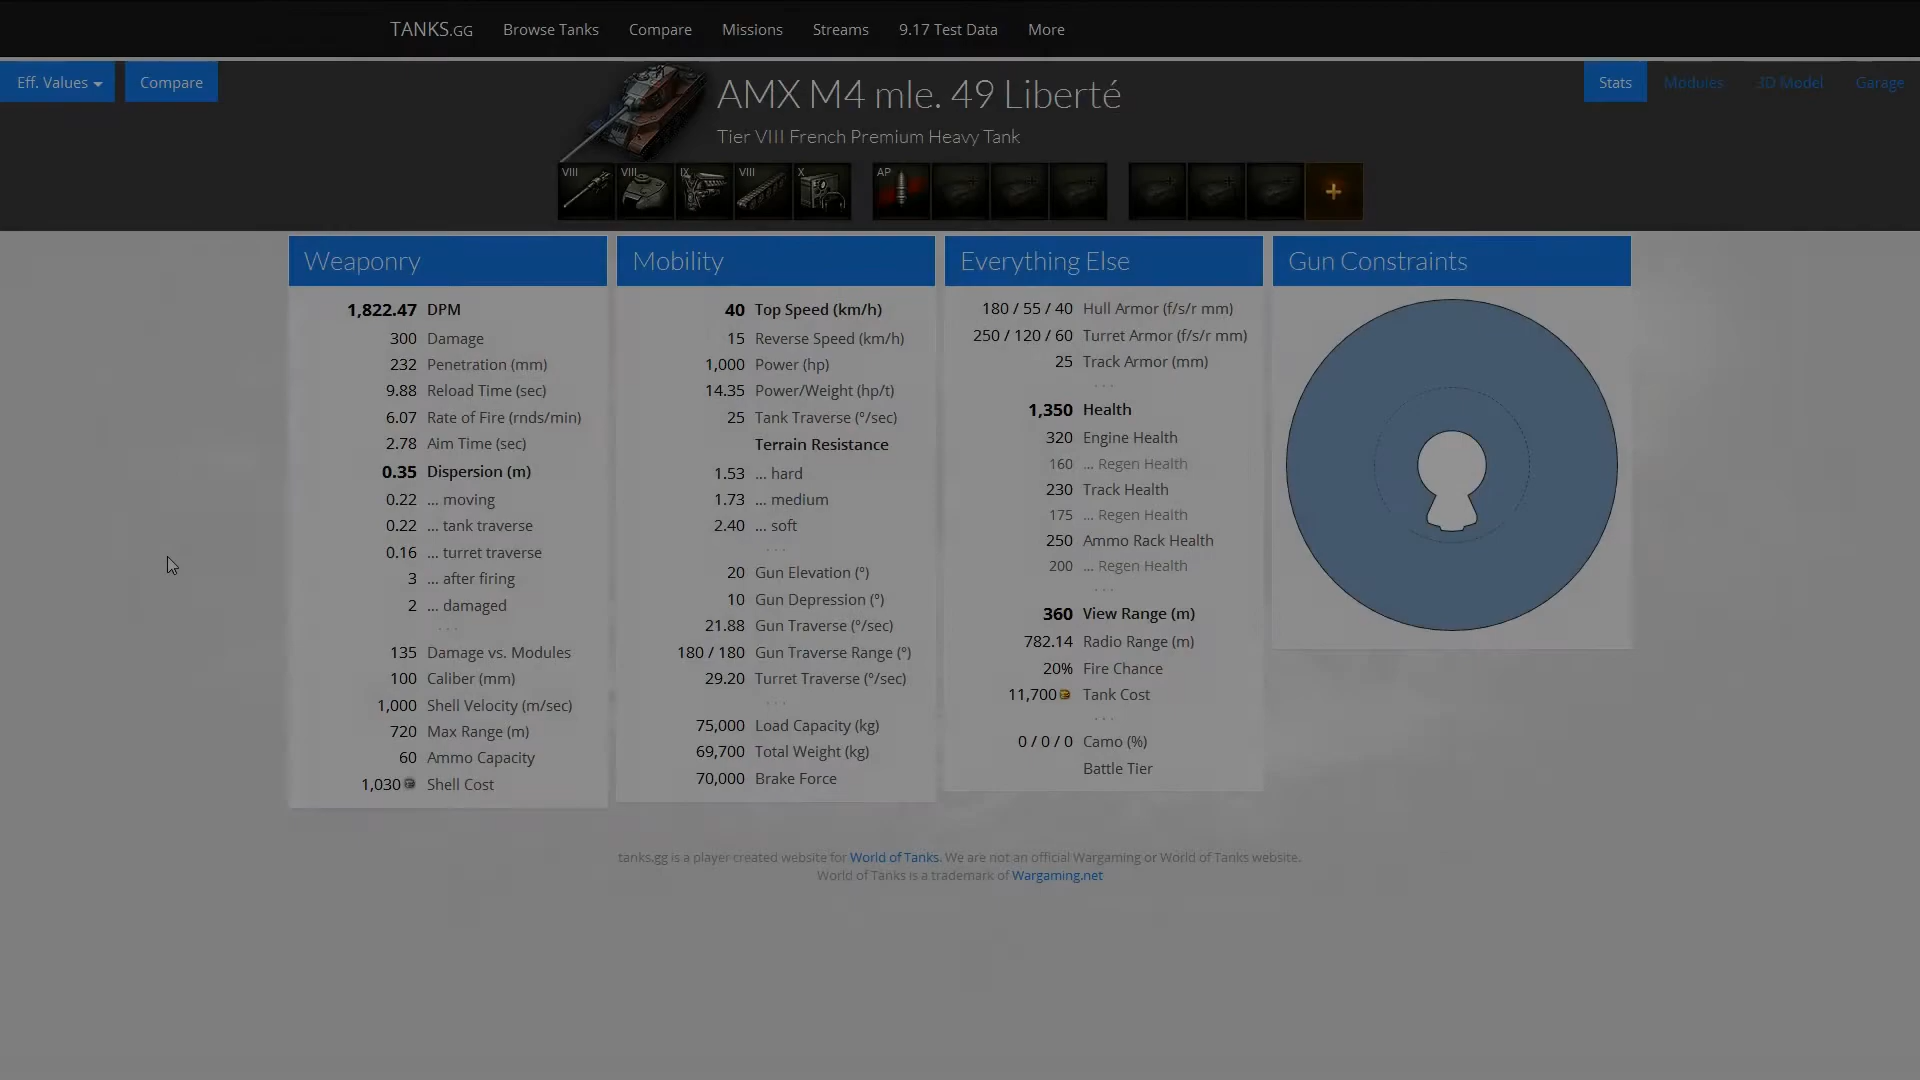 TANKS.GG Browse Tanks Compare Missions Streams 9.17 Test Data More
Eff. Values Compare
AMX M4 mle. 49 Liberté
Tier VIII French Premium Heavy Tank
Stats Modules 3D Model Garage
VIII VIII IX VIII X AP
Weaponry
1,822.47 DPM
300 Damage
232 Penetration (mm)
9.88 Reload Time (sec)
6.07 Rate of Fire (rnds/min)
2.78 Aim Time (sec)
0.35 Dispersion (m)
0.22 ... moving
0.22 ... tank traverse
0.16 ... turret traverse
3 ... after firing
2 ... damaged
. . .
135 Damage vs. Modules
100 Caliber (mm)
1,000 Shell Velocity (m/sec)
720 Max Range (m)
60 Ammo Capacity
1,030 Shell Cost
Mobility
40 Top Speed (km/h)
15 Reverse Speed (km/h)
1,000 Power (hp)
14.35 Power/Weight (hp/t)
25 Tank Traverse (°/sec)
Terrain Resistance
1.53 ... hard
1.73 ... medium
2.40 ... soft
. . .
20 Gun Elevation (°)
10 Gun Depression (°)
21.88 Gun Traverse (°/sec)
180 / 180 Gun Traverse Range (°)
29.20 Turret Traverse (°/sec)
. . .
75,000 Load Capacity (kg)
69,700 Total Weight (kg)
70,000 Brake Force
Everything Else
180 / 55 / 40 Hull Armor (f/s/r mm)
250 / 120 / 60 Turret Armor (f/s/r mm)
25 Track Armor (mm)
. . .
1,350 Health
320 Engine Health
160 ... Regen Health
230 Track Health
175 ... Regen Health
250 Ammo Rack Health
200 ... Regen Health
. . .
360 View Range (m)
782.14 Radio Range (m)
20% Fire Chance
11,700 Tank Cost
. . .
0 / 0 / 0 Camo (%)
Battle Tier
Gun Constraints
tanks.gg is a player created website for World of Tanks. We are not an official Wargaming or World of Tanks website.
World of Tanks is a trademark of Wargaming.net